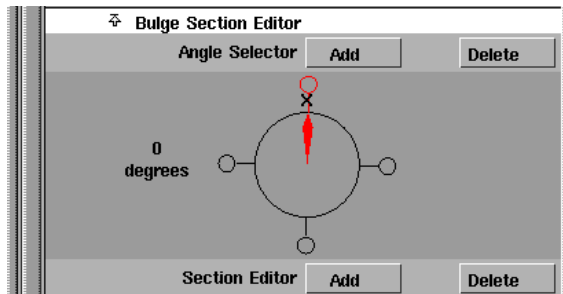 Bulge Section Editor
Angle Selector Add Delete
0
degrees
Section Editor Add Delete